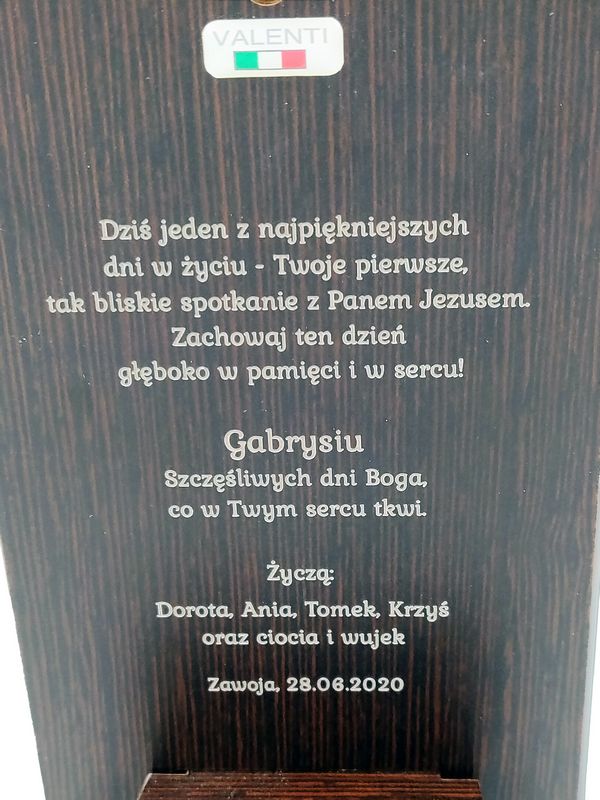 VALENTI
Dziś jeden z najpiękniejszych
dni w życiu - Twoje pierwsze,
tak bliskie spotkanie z Panem Jezusem.
Zachowaj ten dzień
głęboko w pamięci i w sercu!
Gabrysiu
Szczęśliwych dni Boga,
co w Twym sercu tkwi.
Życzą:
Dorota, Ania, Tomek, Krzyś
oraz ciocia i wujek
Zawoja, 28.06.2020